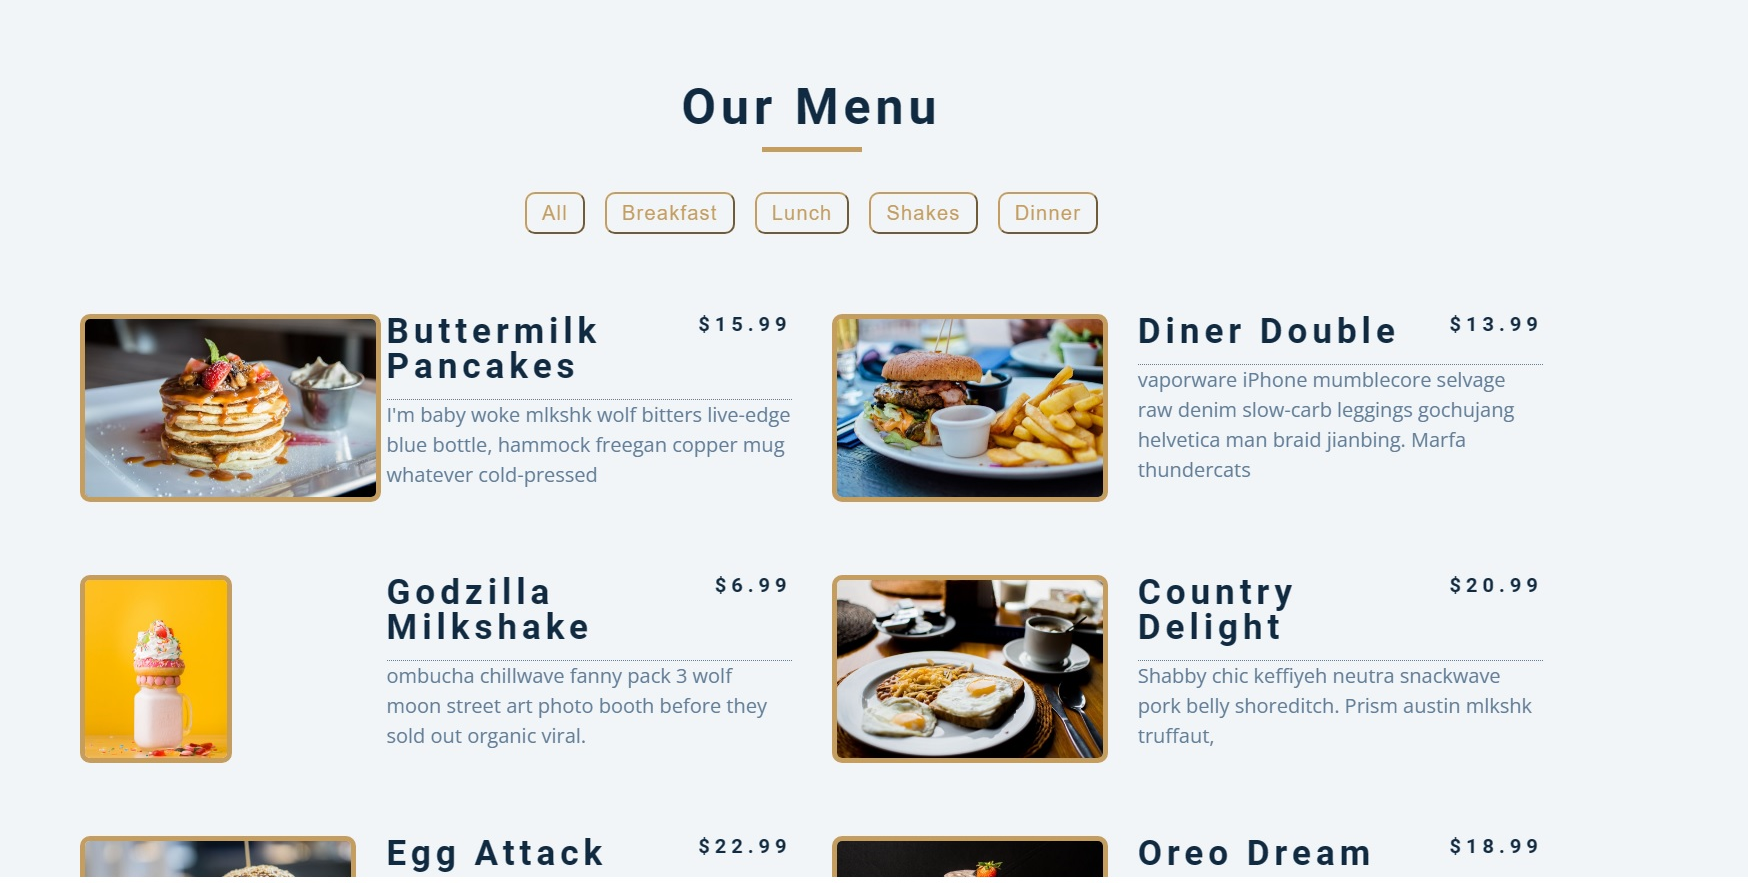 Our Menu
All Breakfast Lunch Shakes Dinner
Buttermilk
Pancakes
$15.99
I'm baby woke mlkshk wolf bitters live-edge
blue bottle, hammock freegan copper mug
whatever cold-pressed
Diner Double
$13.99
vaporware iPhone mumblecore selvage
raw denim slow-carb leggings gochujang
helvetica man braid jianbing. Marfa
thundercats
Godzilla
Milkshake
$6.99
ombucha chillwave fanny pack 3 wolf
moon street art photo booth before they
sold out organic viral.
Country
Delight
$20.99
Shabby chic keffiyeh neutra snackwave
pork belly shoreditch. Prism austin mlkshk
truffaut,
Egg Attack
$22.99
Oreo Dream
$18.99